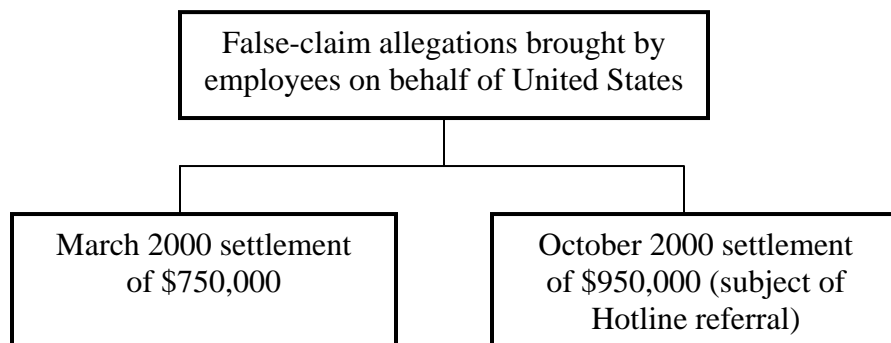 False-claim allegations brought by
employees on behalf of United States
March 2000 settlement
of $750,000
October 2000 settlement
of $950,000 (subject of
Hotline referral)